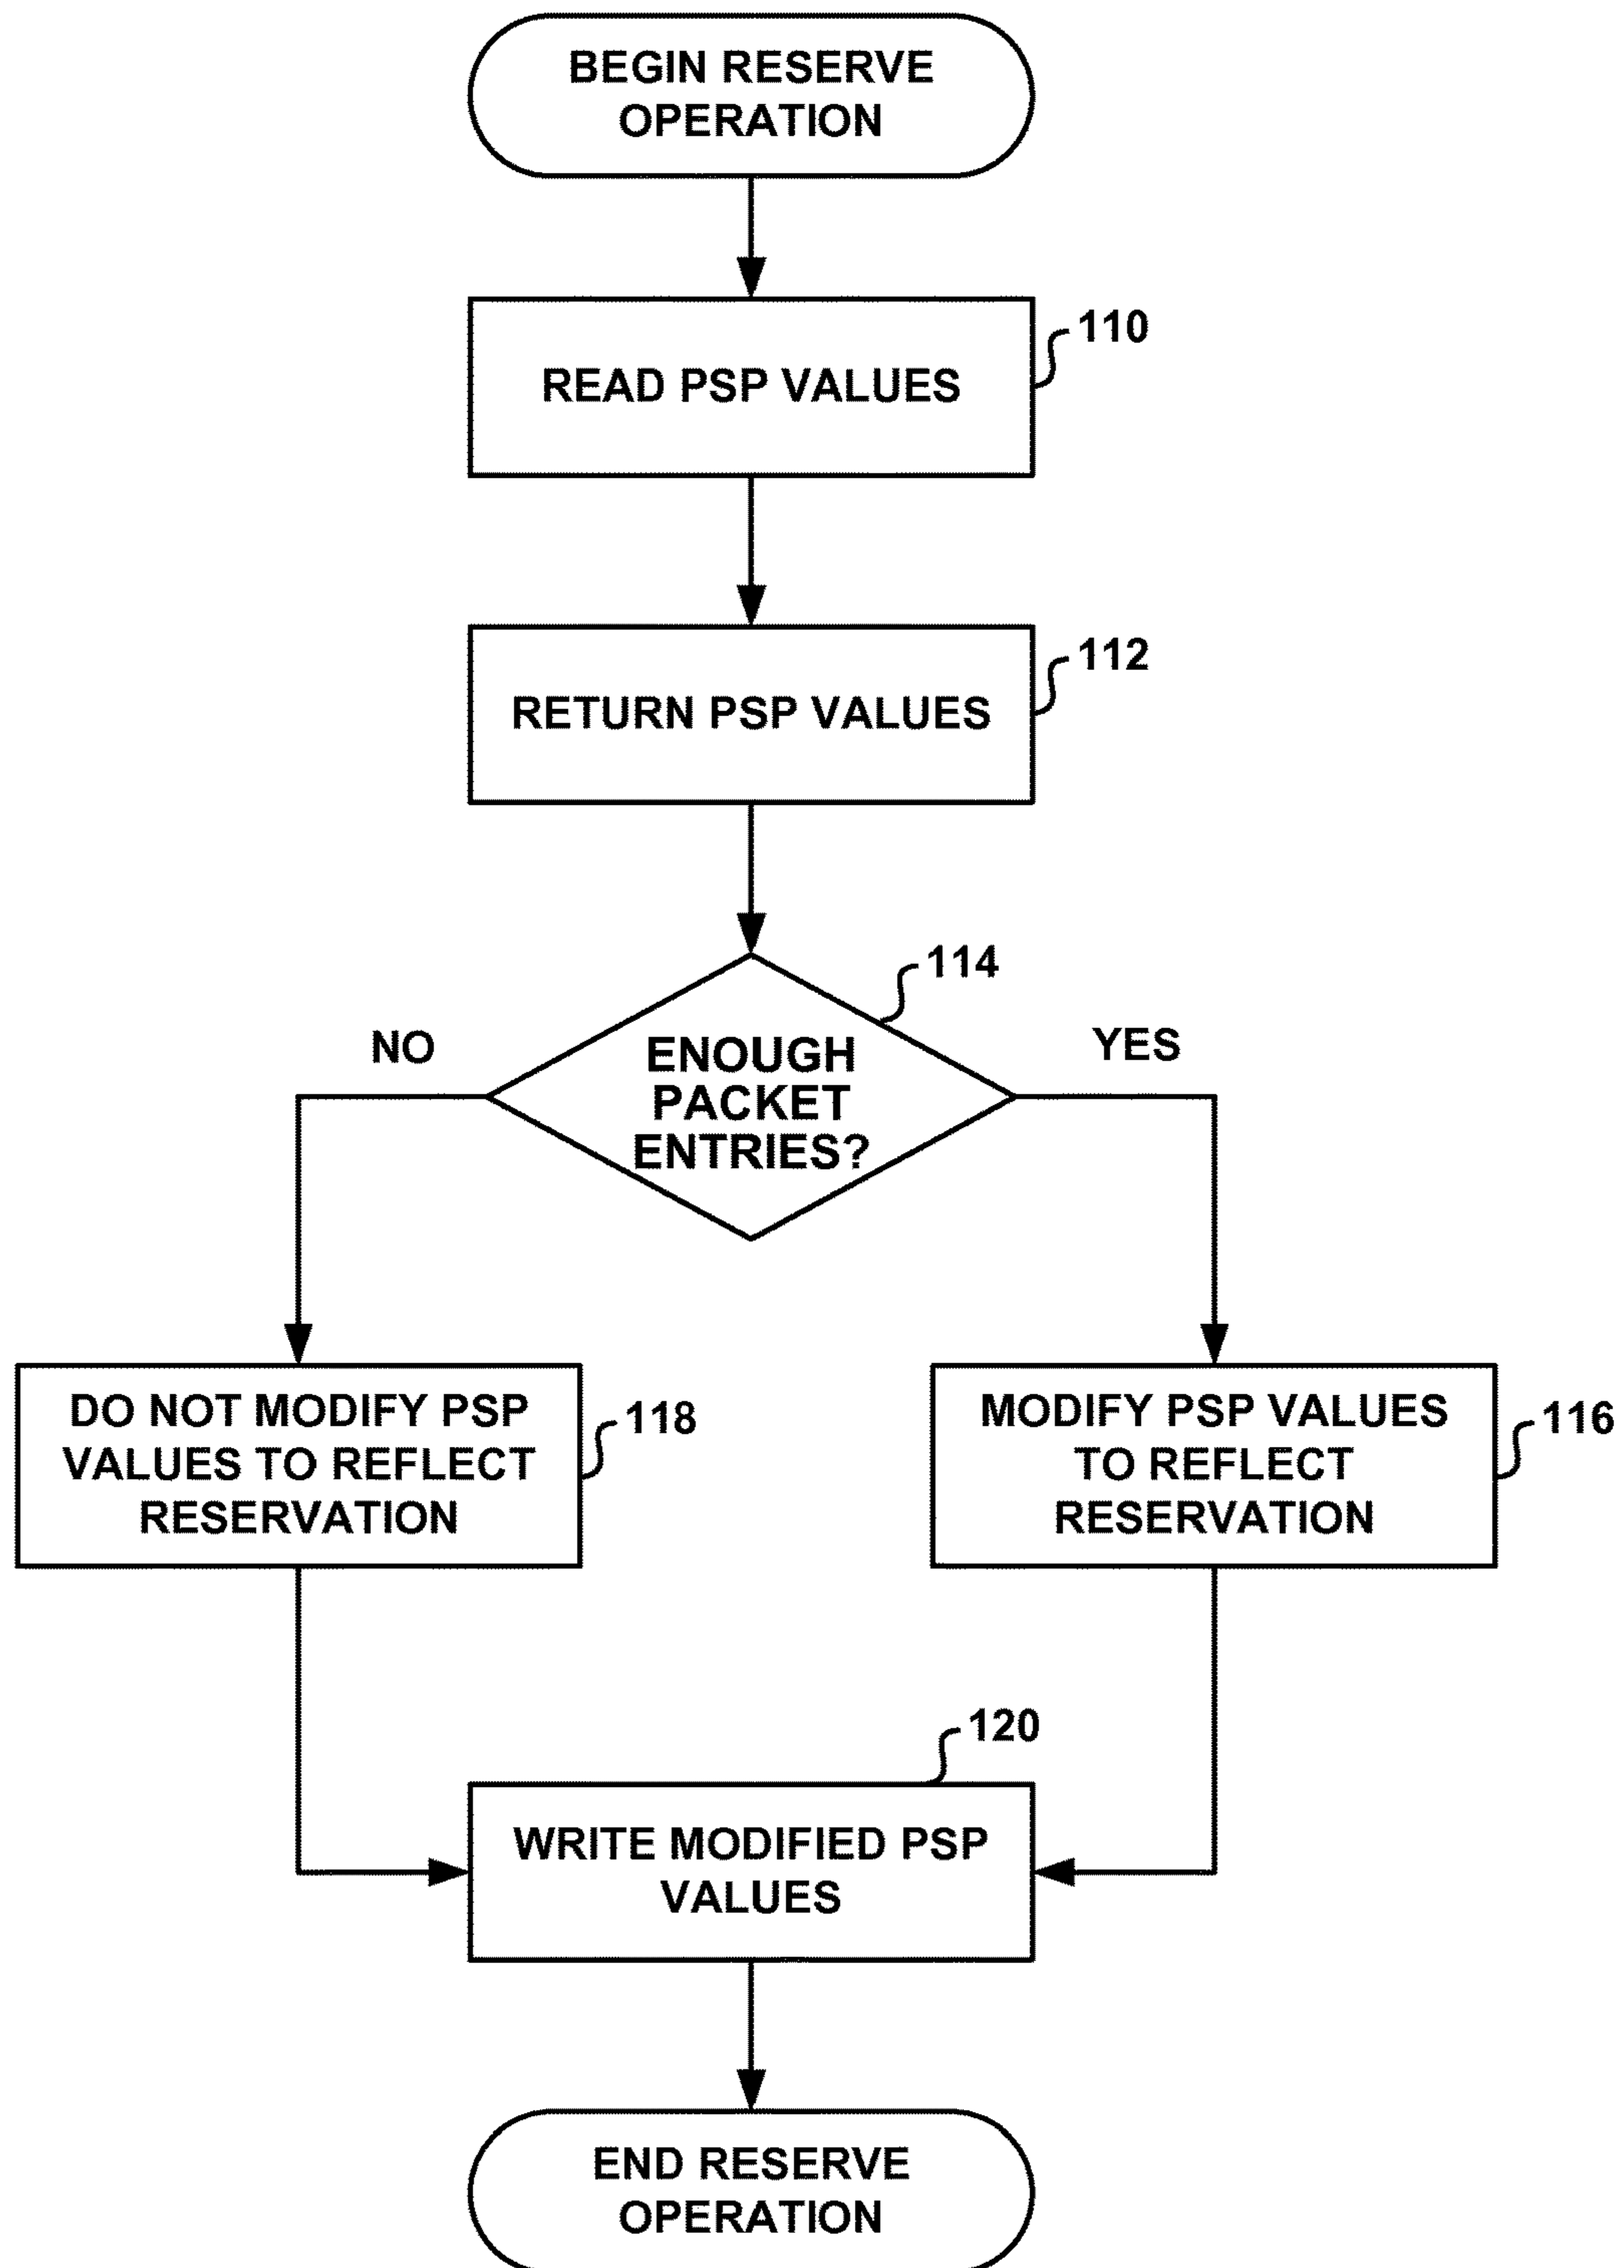 BEGIN RESERVE
OPERATION
110
READ PSP VALUES
112
RETURN PSP VALUES
114
NO
YES
ENOUGH
PACKET
ENTRIES?
DO NOT MODIFY PSP
VALUES TO REFLECT
RESERVATION
118
MODIFY PSP VALUES
TO REFLECT
RESERVATION
116
120
WRITE MODIFIED PSP
VALUES
END RESERVE
OPERATION